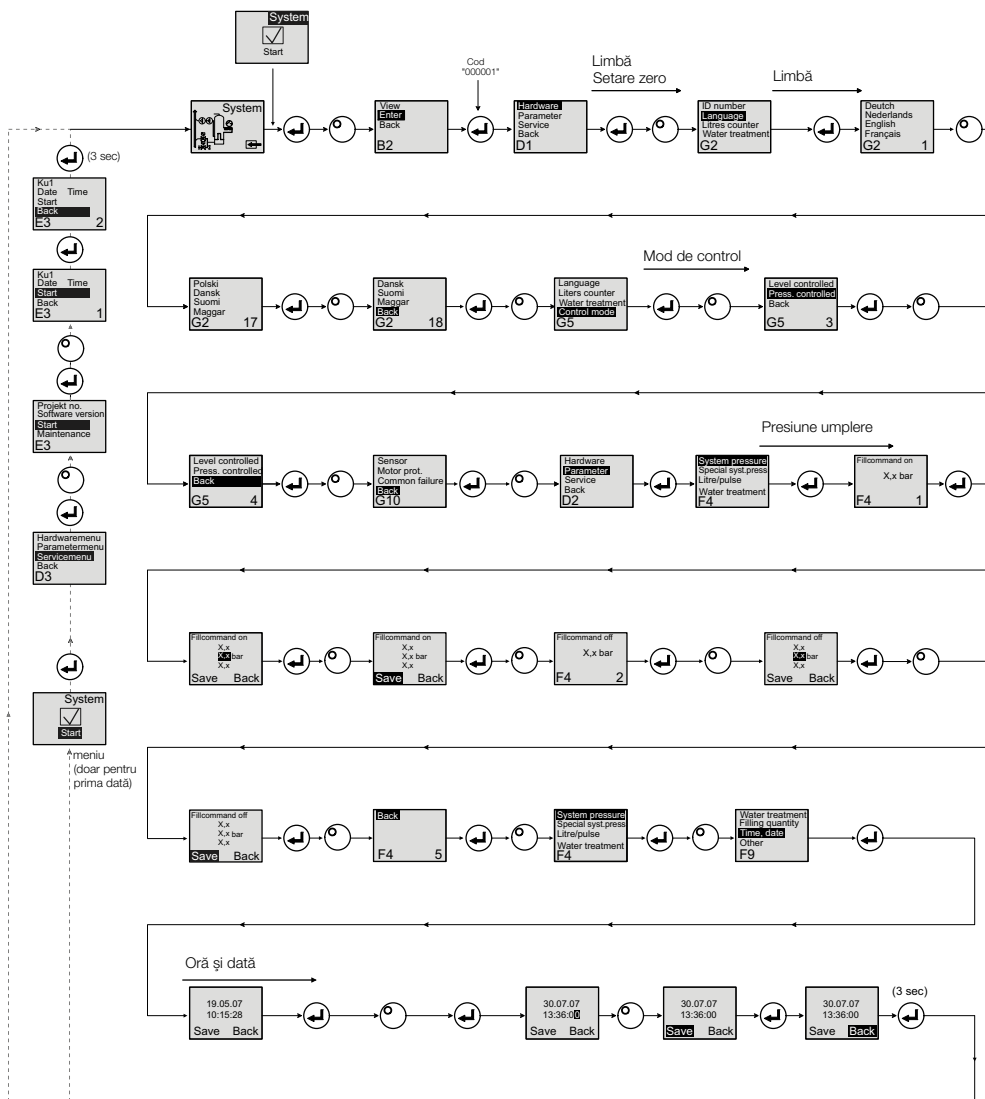 System
Start
Cod
"000001"
Limbă
Setare zero
Limbă
System
View
Enter
Back
B2
Hardware
Parameter
Service
Back
D1
ID number
Language
Litres counter
Water treatment
G2
Deutch
Nederlands
English
Français
G2 1
(3 sec)
Ku1
Date Time
Start
Back
E3 2
Ku1
Date Time
Start
Back
E3 1
Projekt no.
Software version
Start
Maintenance
E3
Hardwaremenu
Parametermenu
Servicemenu
Back
D3
System
Start
meniu
(doar pentru
prima dată)
Polski
Dansk
Suomi
Maggar
G2 17
Dansk
Suomi
Maggar
Back
G2 18
Language
Liters counter
Water treatment
Control mode
G5
Mod de control
Level controlled
Press. controlled
Back
G5 3
Level controlled
Press. controlled
Back
G5 4
Sensor
Motor prot.
Common failure
Back
G10
Hardware
Parameter
Service
Back
D2
Presiune umplere
System pressure
Special syst.press
Litre/pulse
Water treatment
F4
Fillcommand on
X,x bar
F4 1
Fillcommand on
X,x
X,x bar
X,x
Save Back
Fillcommand on
X,x
X,x bar
X,x
Save Back
Fillcommand off
X,x bar
F4 2
Fillcommand off
X,x
X,x bar
X,x
Save Back
Fillcommand off
X,x
X,x bar
X,x
Save Back
Back
F4 5
System pressure
Special syst.press
Litre/pulse
Water treatment
F4
Water treatment
Filling quantity
Time, date
Other
F9
Oră și dată
19.05.07
10:15:28
Save Back
30.07.07
13:36:00
Save Back
30.07.07
13:36:00
Save Back
30.07.07
13:36:00
Save Back
(3 sec)